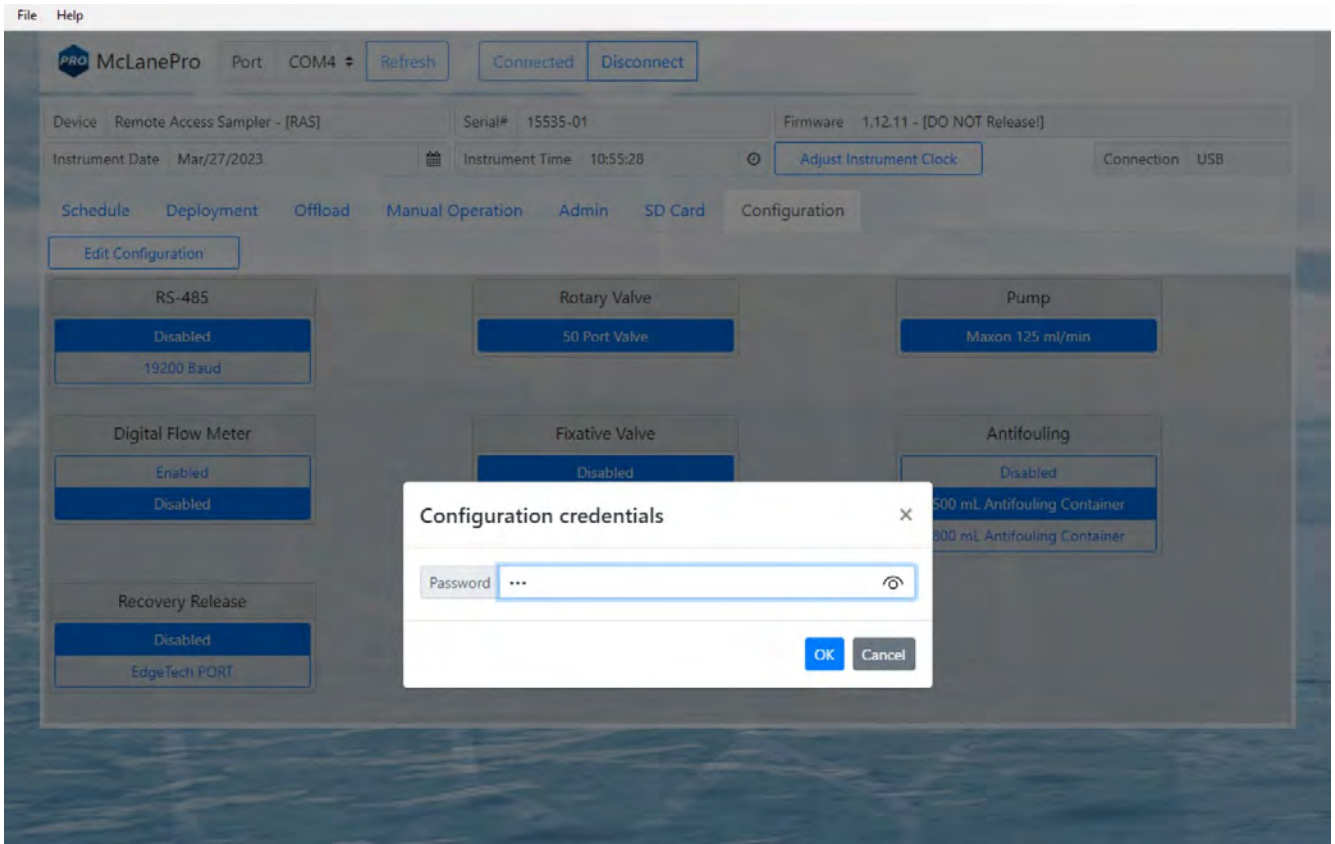 File Help
PRO McLanePro Port COM4 Refresh Connected Disconnect
Device Remote Access Sampler - [RAS] Serial# 15535-01 Firmware 1.12.11 - [DO NOT Release!]
Instrument Date Mar/27/2023 Instrument Time 10:55:28 Adjust Instrument Clock Connection USB
Schedule Deployment Offload Manual Operation Admin SD Card Configuration
Edit Configuration
RS-485 Rotary Valve Pump
Disabled 50 Port Valve Maxon 125 ml/min
19200 Baud
Digital Flow Meter Fixative Valve Antifouling
Enabled Disabled Disabled
Disabled 500 mL Antifouling Container
800 mL Antifouling Container
Configuration credentials
Password •••
OK Cancel
Recovery Release
Disabled
EdgeTech PORT